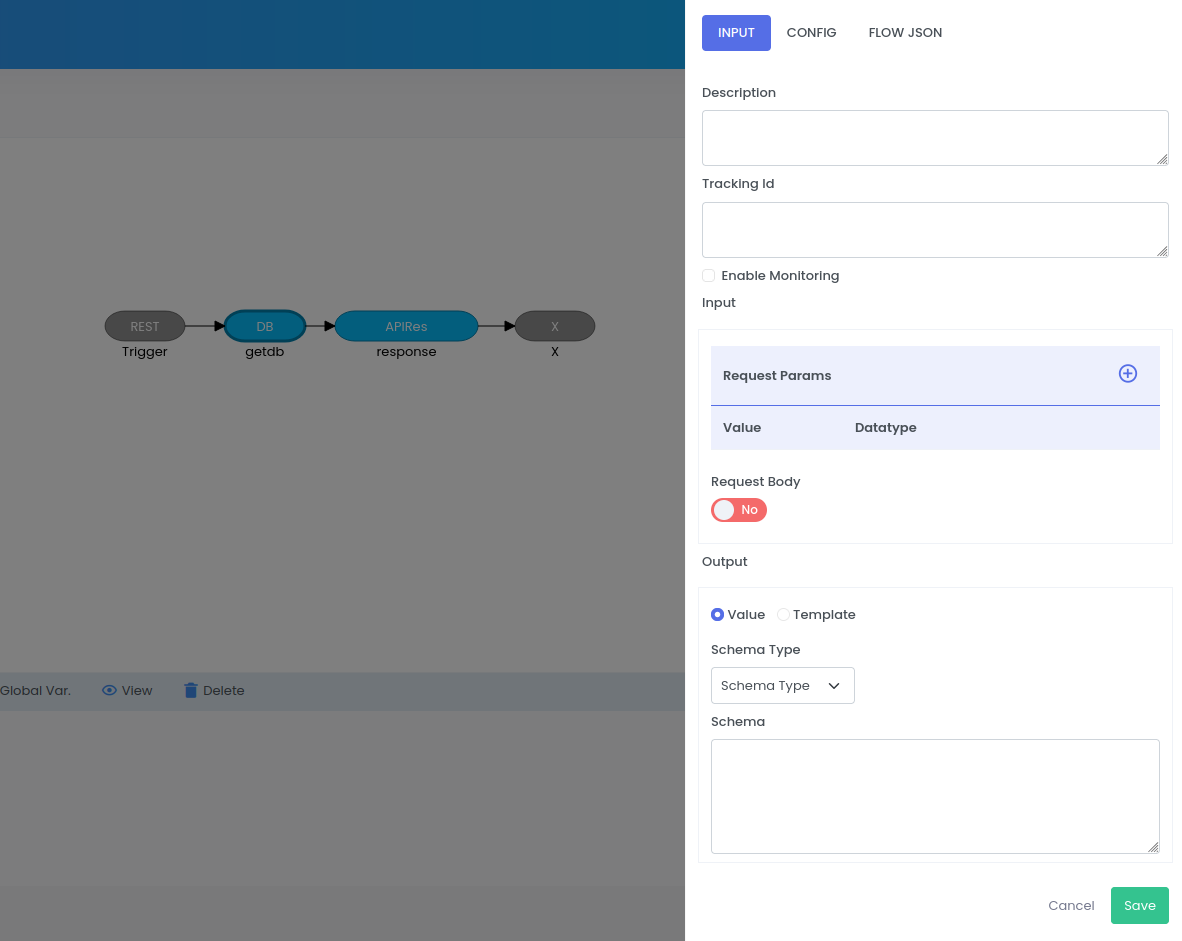 INPUT CONFIG FLOW JSON
Description
Tracking Id
Enable Monitoring
Input
Request Params
Value Datatype
Request Body
No
Output
Value Template
Schema Type
Schema Type
Schema
Cancel Save
REST DB APIRes X
Trigger getdb response X
Global Var. View Delete